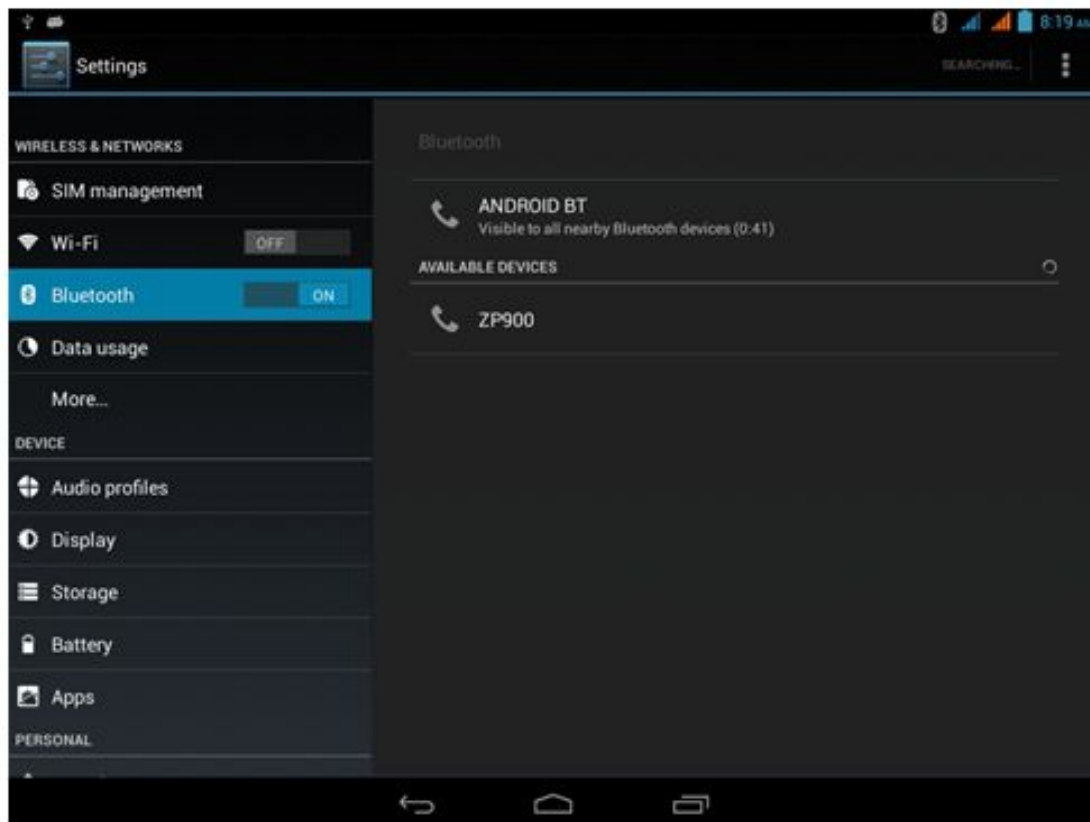 8:19 AM
Settings
SEARCHING...
WIRELESS & NETWORKS
SIM management
Wi-Fi
OFF
Bluetooth
ON
Data usage
More...
DEVICE
Audio profiles
Display
Storage
Battery
Apps
PERSONAL
Bluetooth
ANDROID BT
Visible to all nearby Bluetooth devices (0:41)
AVAILABLE DEVICES
ZP900